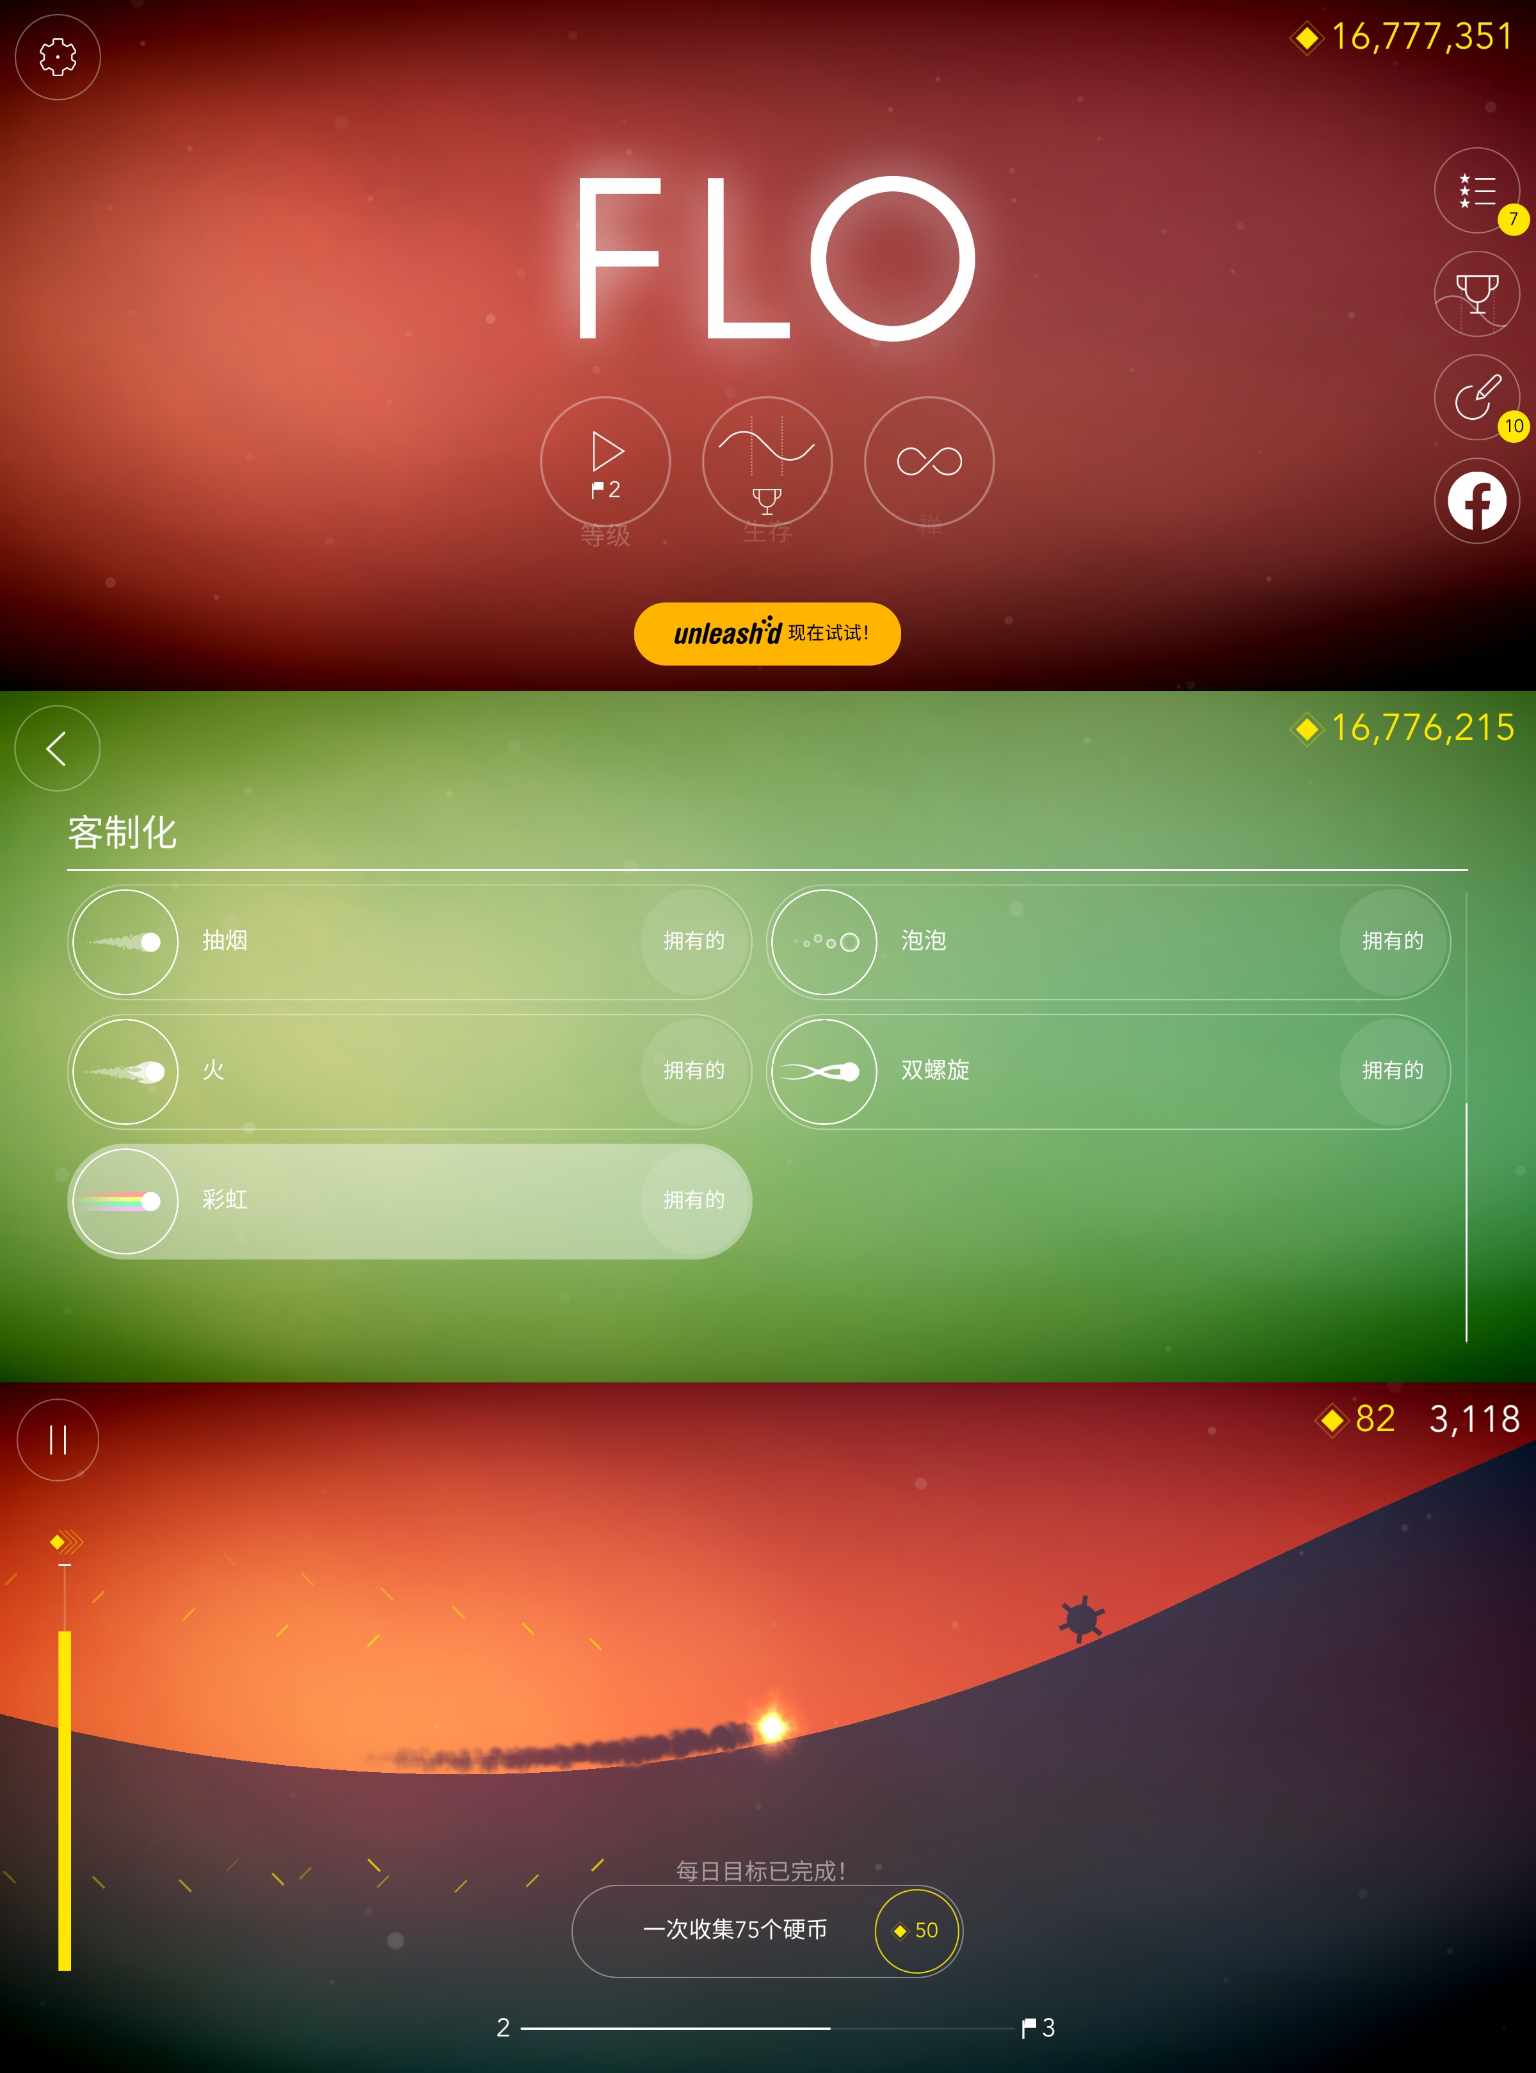 16,777,351
FLO
7
10
2
等级
生存
禅
unleash'd 现在试试!
16,776,215
客制化
抽烟
拥有的
泡泡
拥有的
火
拥有的
双螺旋
拥有的
彩虹
拥有的
82 3,118
每日目标已完成!
一次收集75个硬币
50
2
3